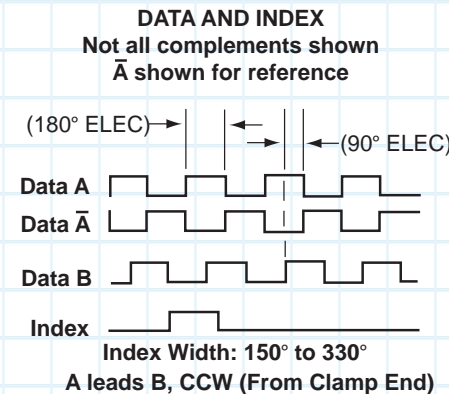 DATA AND INDEX
Not all complements shown
A̅ shown for reference
(180° ELEC)
(90° ELEC)
Data A
Data A̅
Data B
Index
Index Width: 150° to 330°
A leads B, CCW (From Clamp End)